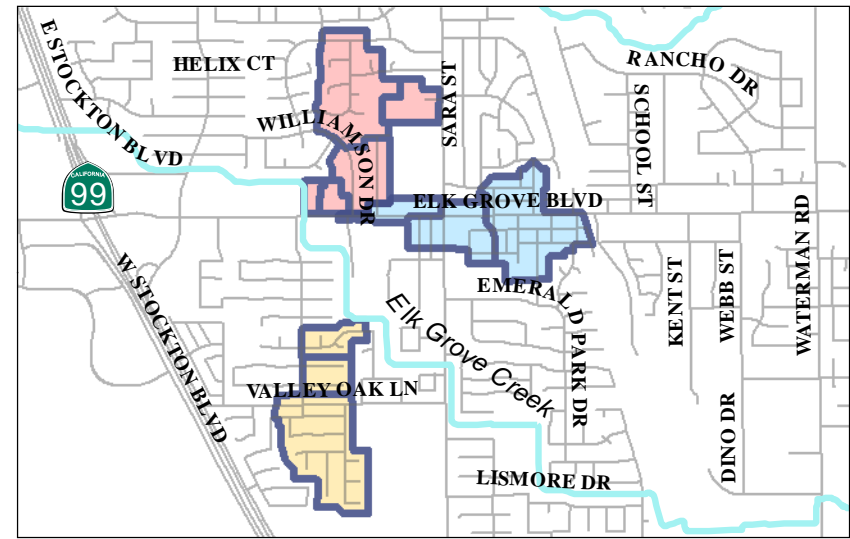 E STOCKTON BLVD
HELIX CT
SARA ST
RANCHO DR
SCHOOL ST
WILLIAMSON DR
CALIFORNIA
99
ELK GROVE BLVD
WATERMAN RD
W STOCKTON BLVD
EMERALD PARK DR
KENT ST
WEBB ST
Elk Grove Creek
VALLEY OAK LN
DINO DR
LISMORE DR